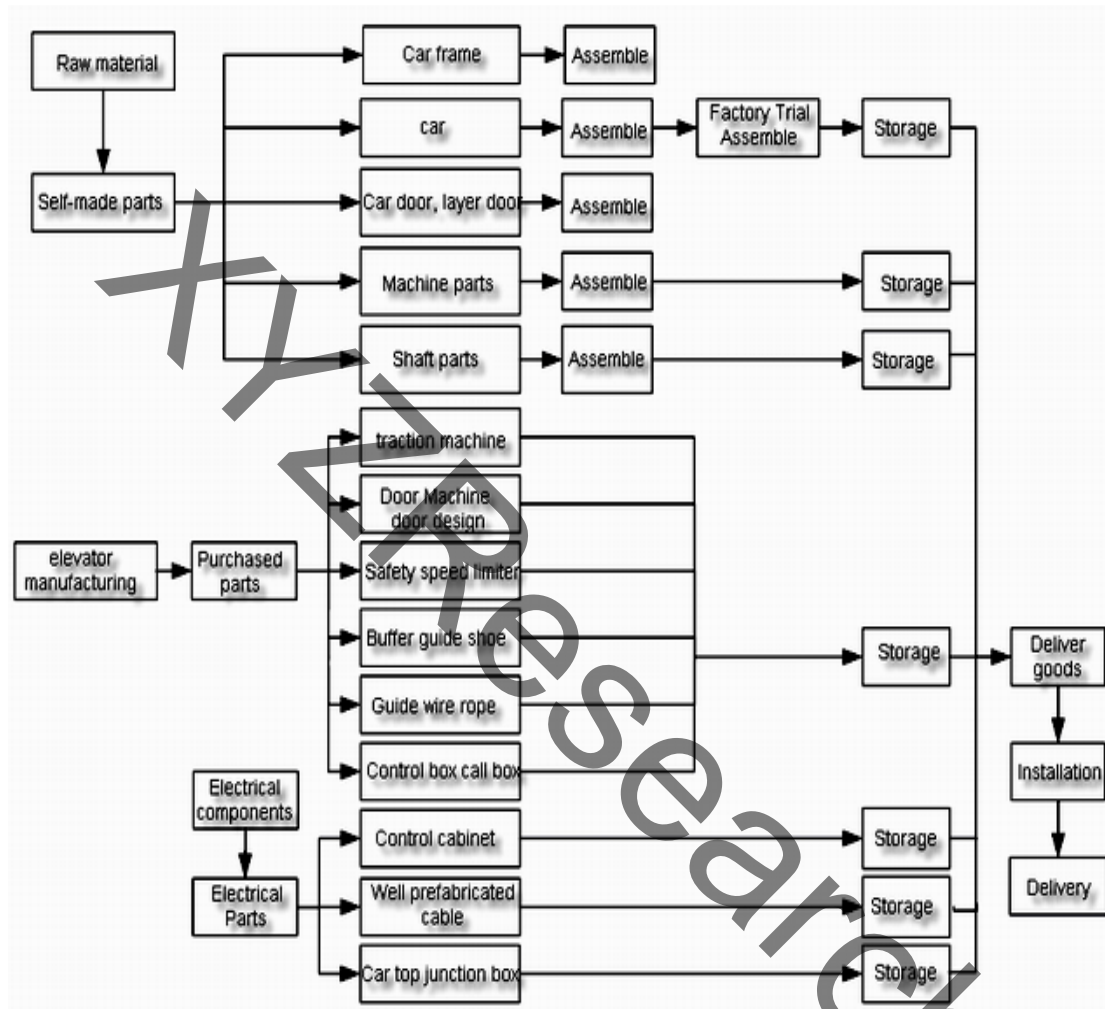 Raw material
Self-made parts
Car frame
Assemble
car
Assemble
Factory Trial
Assemble
Storage
Car door, layer door
Assemble
Machine parts
Assemble
Storage
Shaft parts
Assemble
Storage
elevator
manufacturing
Purchased
parts
traction machine
Door Machine
door design
Safety speed limiter
Buffer guide shoe
Guide wire rope
Control box call box
Storage
Deliver
goods
Installation
Delivery
Electrical
components
Electrical
Parts
Control cabinet
Storage
Well prefabricated
cable
Storage
Car top junction box
Storage
XYZResearch